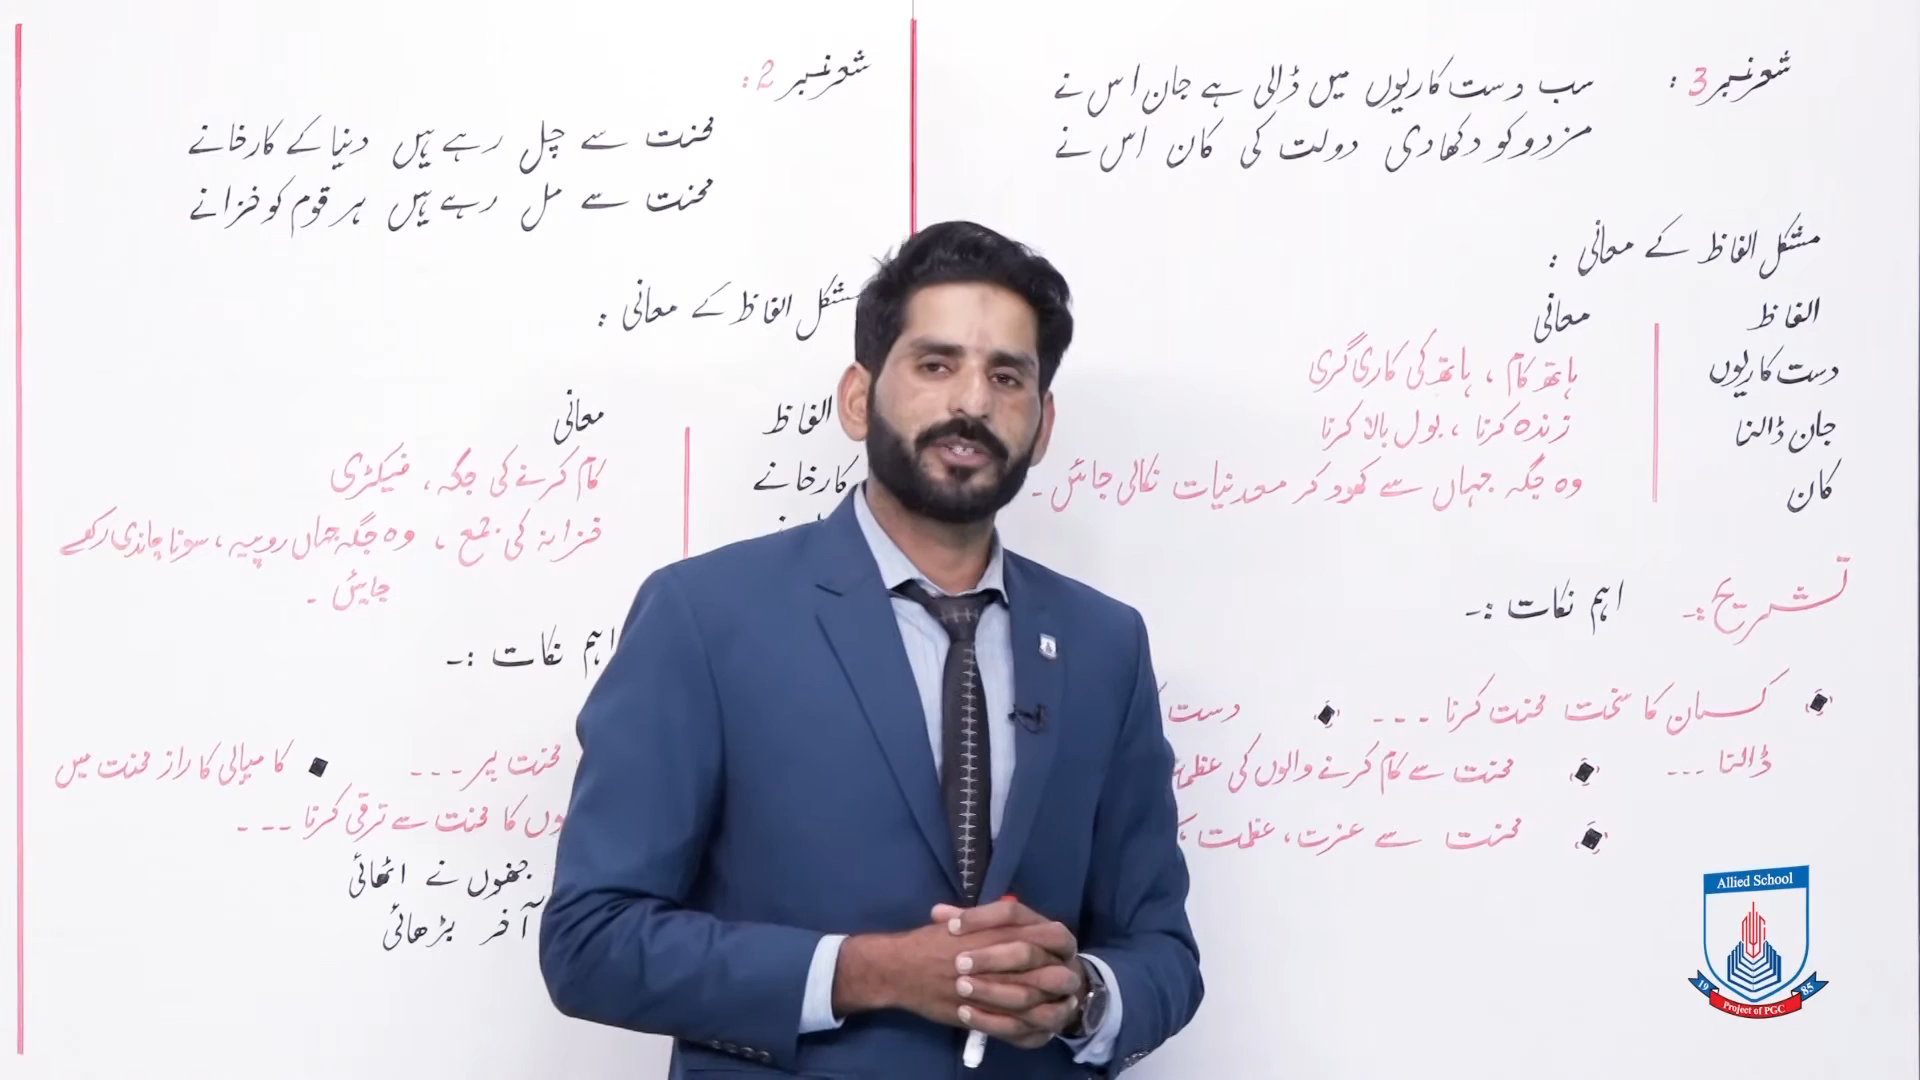 شعر نمبر 3 :
سب دست کاریوں میں ڈالی ہے جان اس نے
مزدو کو دکھا دی دولت کی کان اس نے
مشکل الفاظ کے معانی :
الفاظ معانی
دست کاریوں ہاتھ کام ، ہاتھ کی کاری گری
جان ڈالنا زندہ کرنا ، بول بالا کرنا
کان وہ جگہ جہاں سے کھود کر معدنیات نکالی جائیں ۔
تشریح :۔ اہم نکات :۔
کسان کا سخت محنت کرنا ۔۔۔ دست
ڈالنا ۔۔۔ محنت سے کام کرنے والوں کی
محنت سے عزت ، عظمت
شعر نمبر 2 :
محنت سے چل رہے ہیں دنیا کے کارخانے
محنت سے مل رہے ہیں ہر قوم کو خزانے
مشکل الفاظ کے معانی :
الفاظ معانی
کارخانے کام کرنے کی جگہ ، فیکٹری
خزانہ کی جمع ، وہ جگہ جہاں روپیہ ، سونا چاندی رکھے
جائیں ۔
اہم نکات :۔
محنت پر ۔۔۔ کامیابی کا راز محنت میں
کا محنت سے ترقی کرنا ۔۔۔
جنھوں نے اٹھائی
آخر بڑھائی
Allied School
19 85
Project of PGC